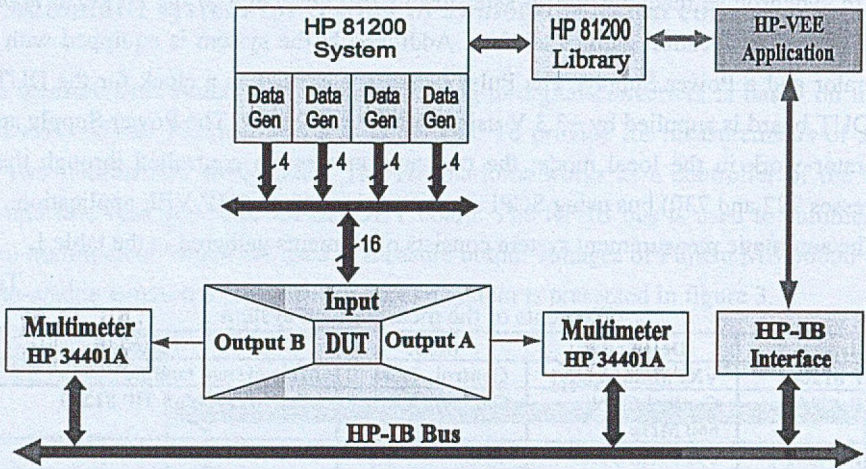 HP 81200
System
HP 81200
Library
HP-VEE
Application
Data
Gen
Data
Gen
Data
Gen
Data
Gen
4
4
4
4
16
Input
Multimeter
HP 34401A
Output B
DUT
Output A
Multimeter
HP 34401A
HP-IB
Interface
HP-IB Bus